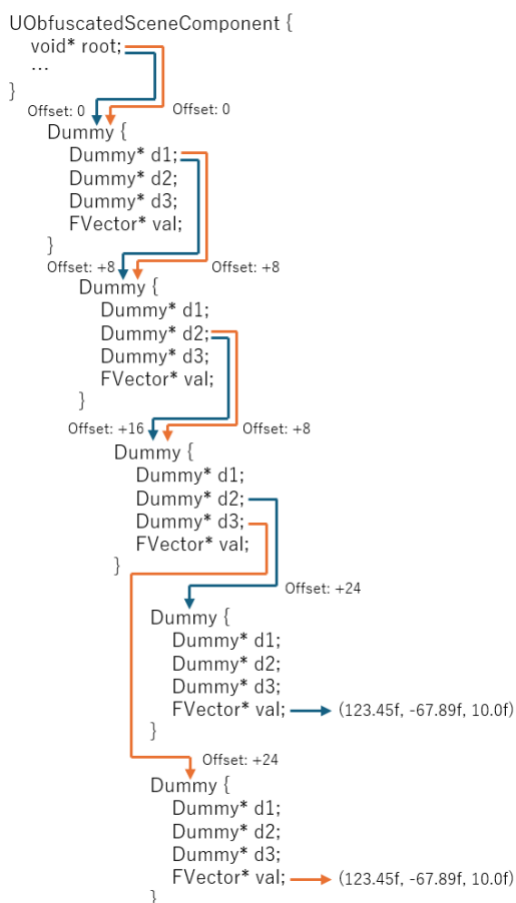 UObfuscatedSceneComponent {
void* root;
…
}
Offset: 0
Offset: 0
Dummy {
Dummy* d1;
Dummy* d2;
Dummy* d3;
FVector* val;
}
Offset: +8
Offset: +8
Dummy {
Dummy* d1;
Dummy* d2;
Dummy* d3;
FVector* val;
}
Offset: +16
Offset: +8
Dummy {
Dummy* d1;
Dummy* d2;
Dummy* d3;
FVector* val;
}
Offset: +24
Dummy {
Dummy* d1;
Dummy* d2;
Dummy* d3;
FVector* val; (123.45f, -67.89f, 10.0f)
}
Offset: +24
Dummy {
Dummy* d1;
Dummy* d2;
Dummy* d3;
FVector* val; (123.45f, -67.89f, 10.0f)
}